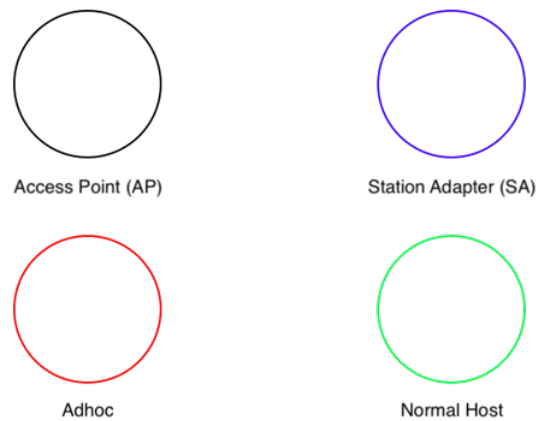 Access Point (AP)
Station Adapter (SA)
Adhoc
Normal Host